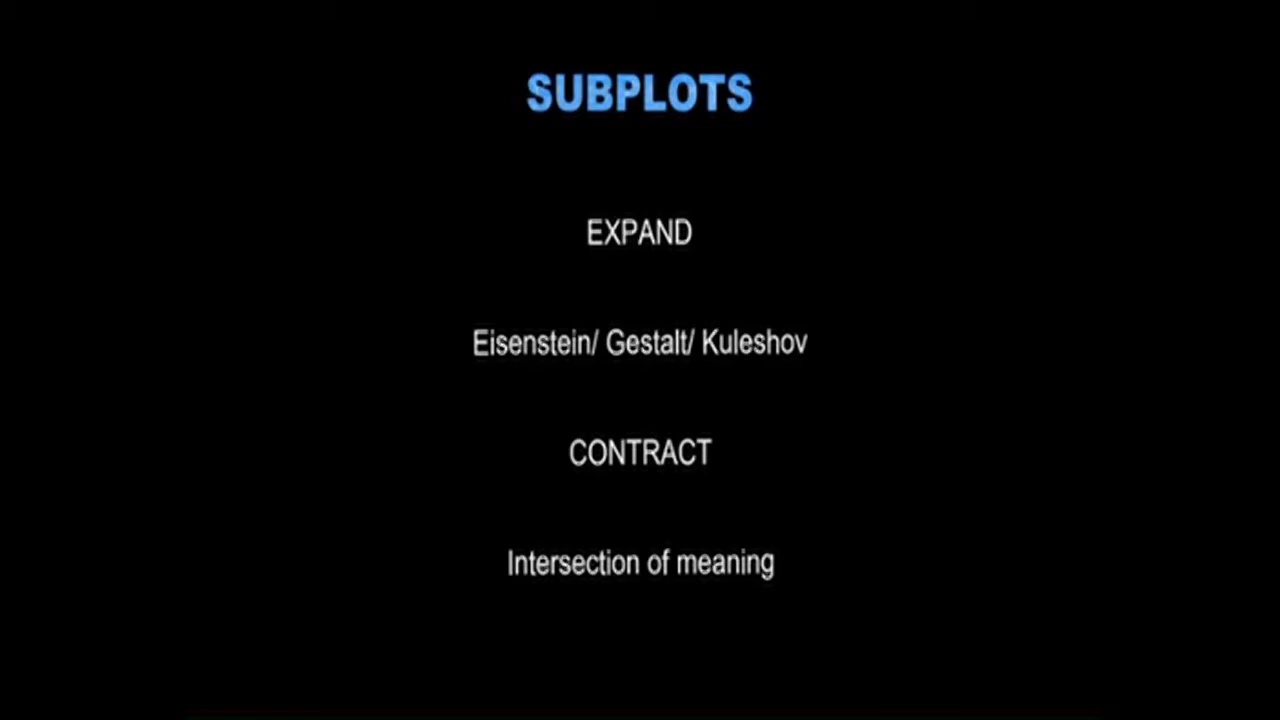 SUBPLOTS
EXPAND
Eisenstein/ Gestalt/ Kuleshov
CONTRACT
Intersection of meaning